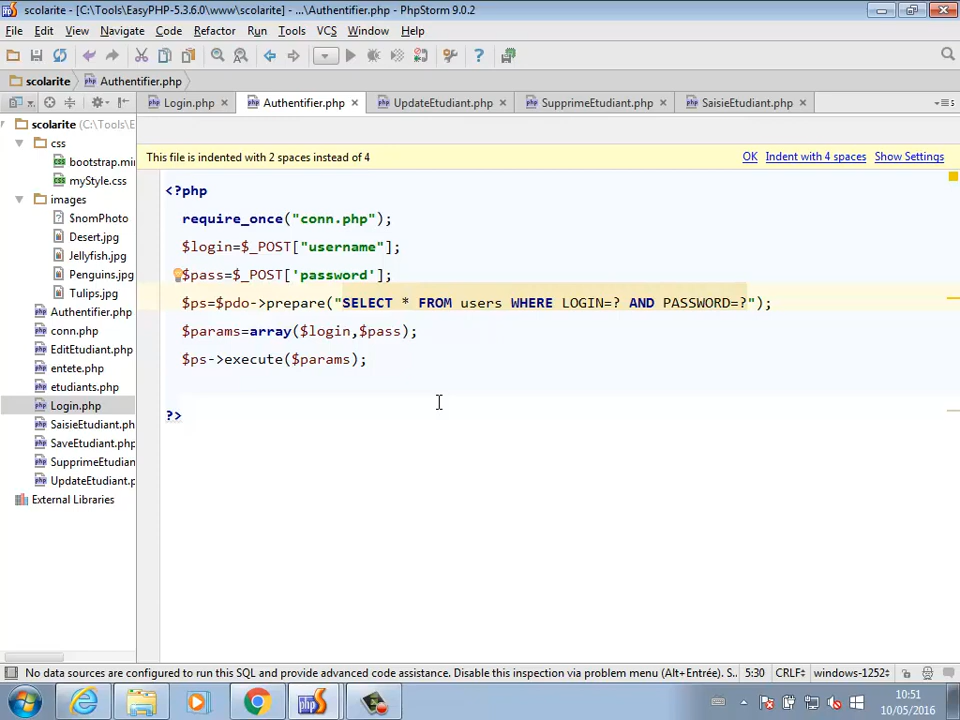 scolarite - [C:\Tools\EasyPHP-5.3.6.0\www\scolarite] - ...\Authentifier.php - PhpStorm 9.0.2
File Edit View Navigate Code Refactor Run Tools VCS Window Help
scolarite Authentifier.php
Login.php Authentifier.php UpdateEtudiant.php SupprimeEtudiant.php SaisieEtudiant.php
scolarite (C:\Tools\E
css
bootstrap.mi
myStyle.css
images
$nomPhoto
Desert.jpg
Jellyfish.jpg
Penguins.jpg
Tulips.jpg
Authentifier.php
conn.php
EditEtudiant.php
entete.php
etudiants.php
Login.php
SaisieEtudiant.ph
SaveEtudiant.php
SupprimeEtudian
UpdateEtudiant.p
External Libraries
This file is indented with 2 spaces instead of 4 OK Indent with 4 spaces Show Settings
<?php
require_once("conn.php");
$login=$_POST["username"];
$pass=$_POST['password'];
$ps=$pdo->prepare("SELECT * FROM users WHERE LOGIN=? AND PASSWORD=?");
$params=array($login,$pass);
$ps->execute($params);
?>
No data sources are configured to run this SQL and provide advanced code assistance. Disable this inspection via problem menu (Alt+Entrée). S.. 5:30 CRLF windows-1252
10:51
10/05/2016